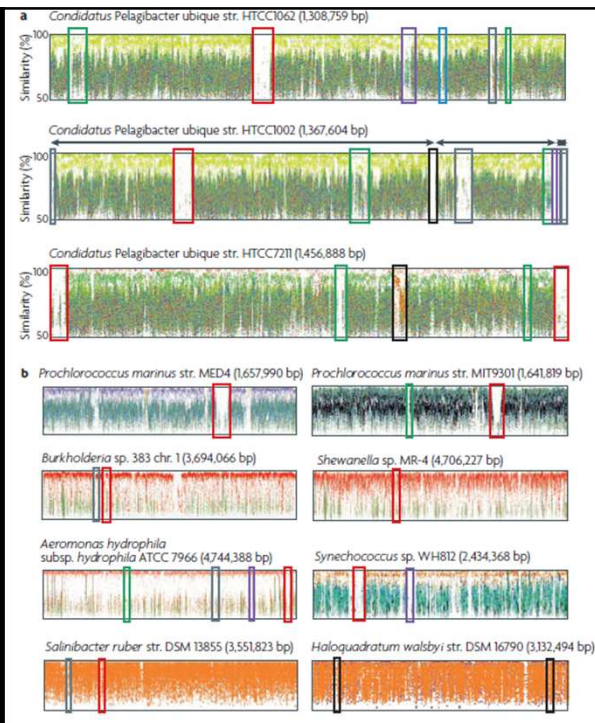 a Candidatus Pelagibacter ubique str. HTCC1062 (1,308,759 bp)
100
Similarity (%)
50
Candidatus Pelagibacter ubique str. HTCC1002 (1,367,604 bp)
100
Similarity (%)
50
Candidatus Pelagibacter ubique str. HTCC7211 (1,456,888 bp)
100
Similarity (%)
50
b Prochlorococcus marinus str. MED4 (1,657,990 bp) Prochlorococcus marinus str. MIT9301 (1,641,819 bp)
Burkholderia sp. 383 chr. 1 (3,694,066 bp) Shewanella sp. MR-4 (4,706,227 bp)
Aeromonas hydrophila
subsp. hydrophila ATCC 7966 (4,744,388 bp) Synechococcus sp. WH812 (2,434,368 bp)
Salinibacter ruber str. DSM 13855 (3,551,823 bp) Haloquadratum walsbyi str. DSM 16790 (3,132,494 bp)